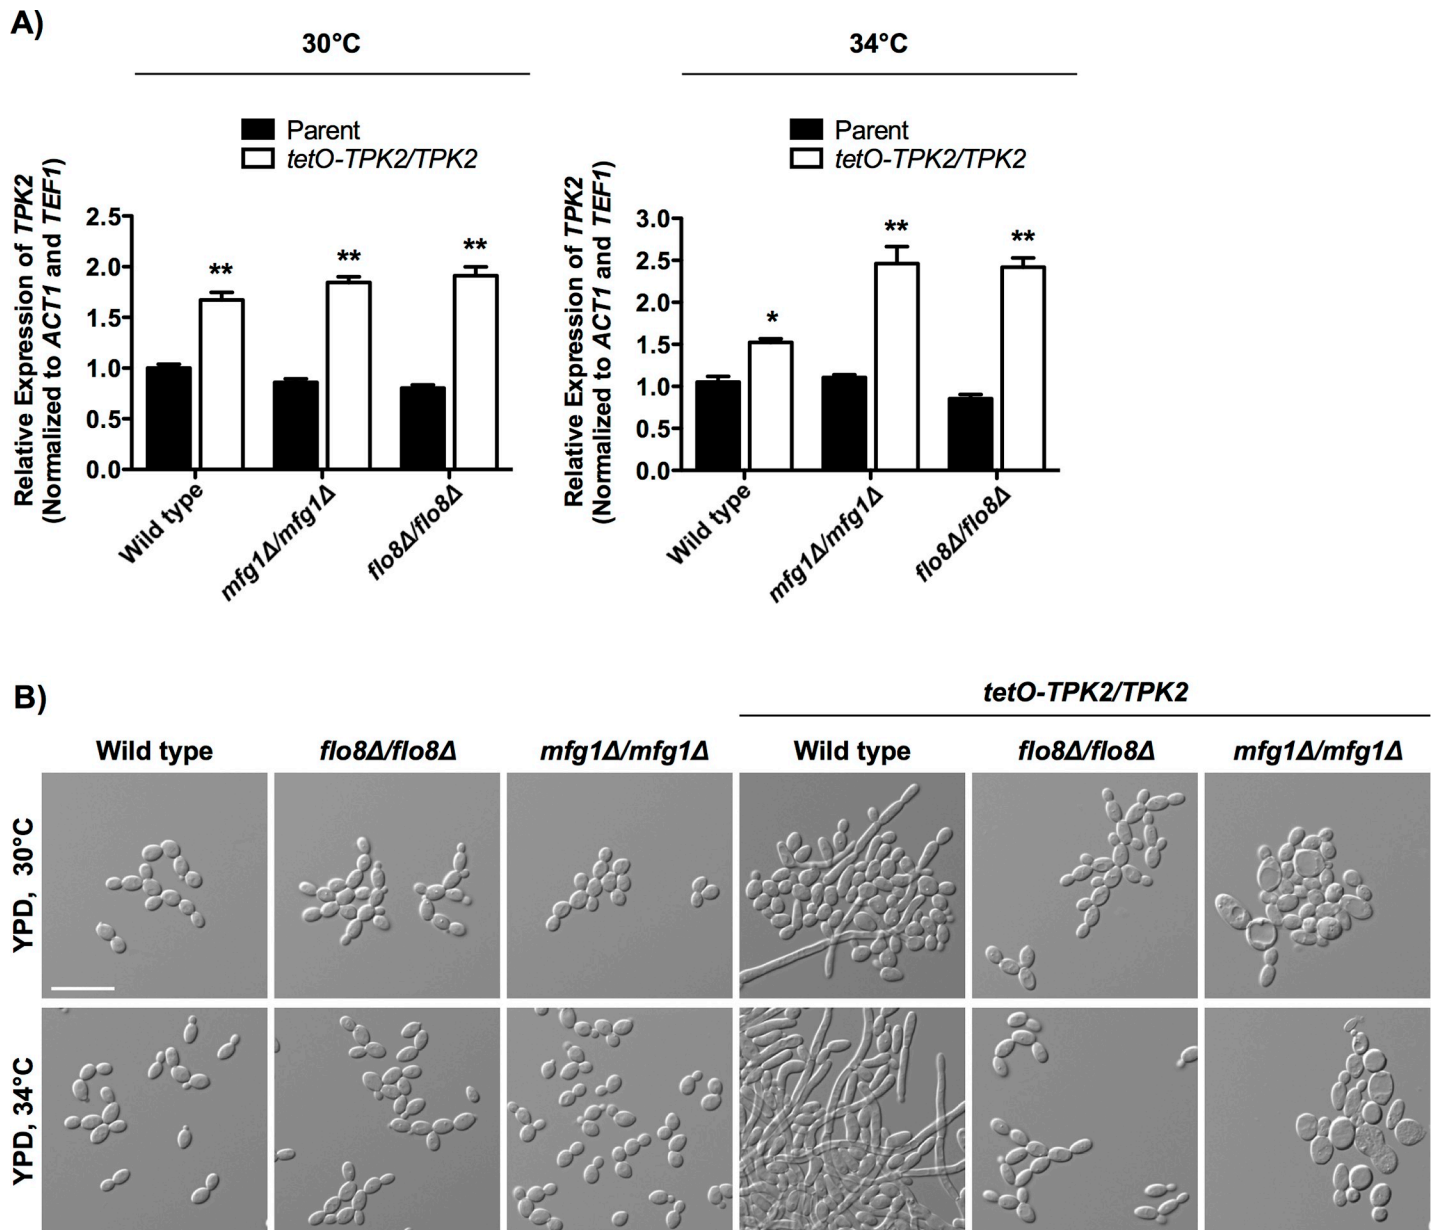 A)
30°C
Parent
tetO-TPK2/TPK2
Relative Expression of TPK2
(Normalized to ACT1 and TEF1)
2.5
2.0
1.5
1.0
0.5
0.0
**
**
**
Wild type
mfg1Δ/mfg1Δ
flo8Δ/flo8Δ
34°C
Parent
tetO-TPK2/TPK2
Relative Expression of TPK2
(Normalized to ACT1 and TEF1)
3.0
2.5
2.0
1.5
1.0
0.5
0.0
*
**
**
Wild type
mfg1Δ/mfg1Δ
flo8Δ/flo8Δ
B)
tetO-TPK2/TPK2
Wild type flo8Δ/flo8Δ mfg1Δ/mfg1Δ Wild type flo8Δ/flo8Δ mfg1Δ/mfg1Δ
YPD, 30°C
YPD, 34°C